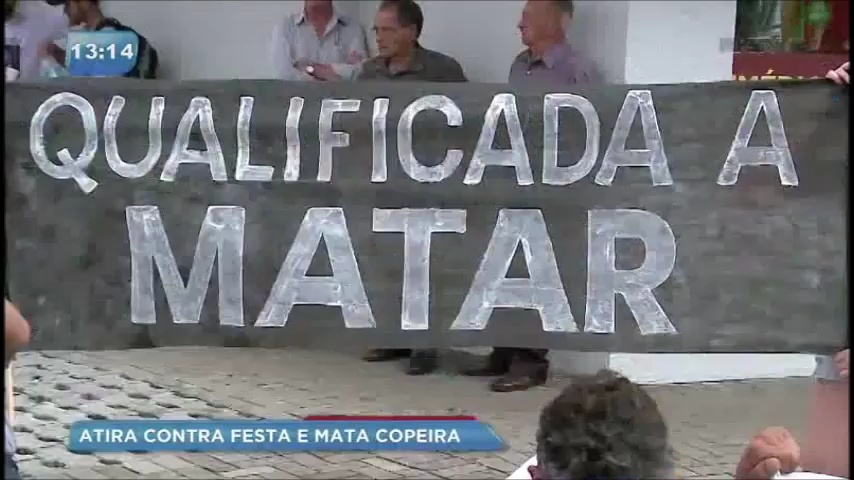 13:14
QUALIFICADA A
MATAR
ATIRA CONTRA FESTA E MATA COPEIRA